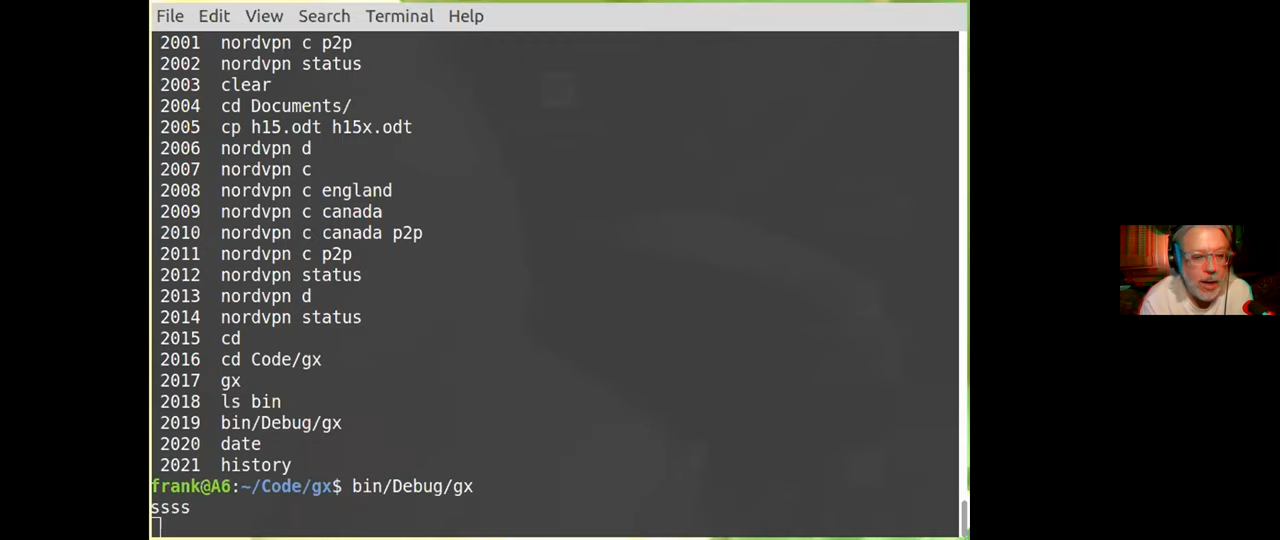 File Edit View Search Terminal Help
2001 nordvpn c p2p
2002 nordvpn status
2003 clear
2004 cd Documents/
2005 cp h15.odt h15x.odt
2006 nordvpn d
2007 nordvpn c
2008 nordvpn c england
2009 nordvpn c canada
2010 nordvpn c canada p2p
2011 nordvpn c p2p
2012 nordvpn status
2013 nordvpn d
2014 nordvpn status
2015 cd
2016 cd Code/gx
2017 gx
2018 ls bin
2019 bin/Debug/gx
2020 date
2021 history
frank@A6:~/Code/gx$ bin/Debug/gx
ssss